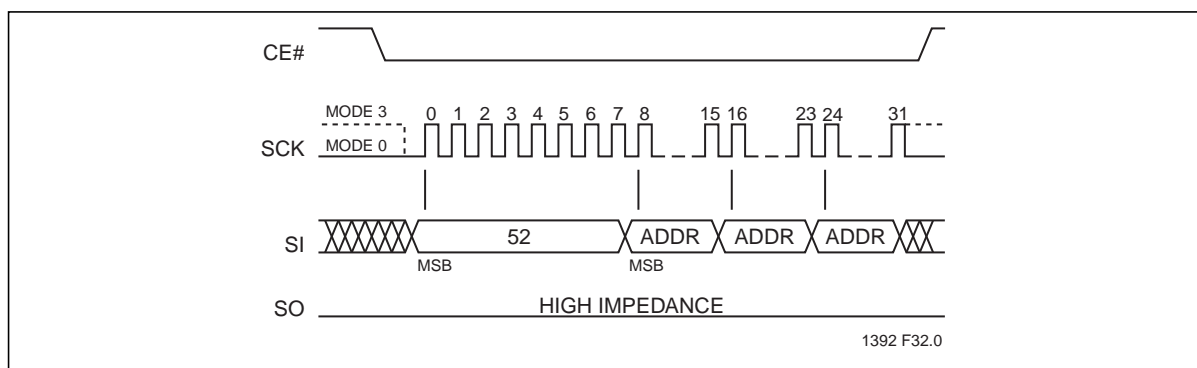 CE#
MODE 3
0 1 2 3 4 5 6 7 8 15 16 23 24 31
SCK
MODE 0
SI
52 ADDR ADDR ADDR
MSB MSB
SO
HIGH IMPEDANCE
1392 F32.0